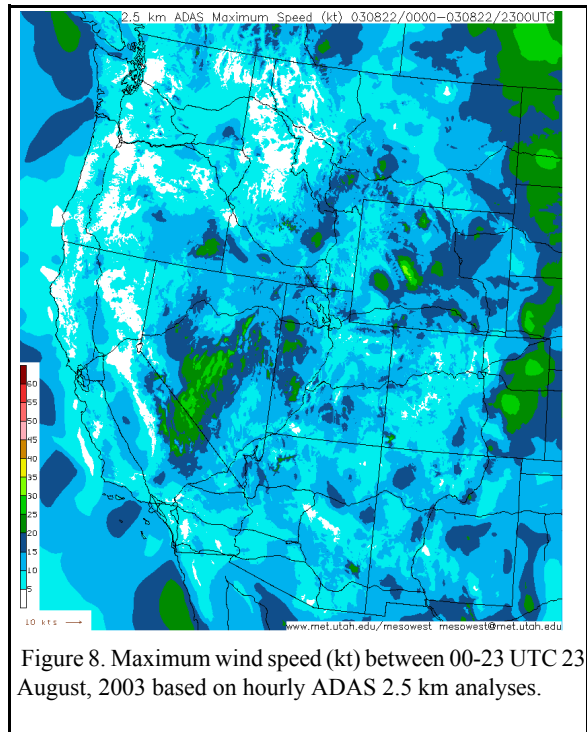 2.5 km ADAS Maximum Speed (kt) 030822/0000-030822/2300UTC
60
55
50
45
40
35
30
25
20
15
10
5
10 kts
www.met.utah.edu/mesowest mesowest@met.utah.edu
Figure 8. Maximum wind speed (kt) between 00-23 UTC 23
August, 2003 based on hourly ADAS 2.5 km analyses.